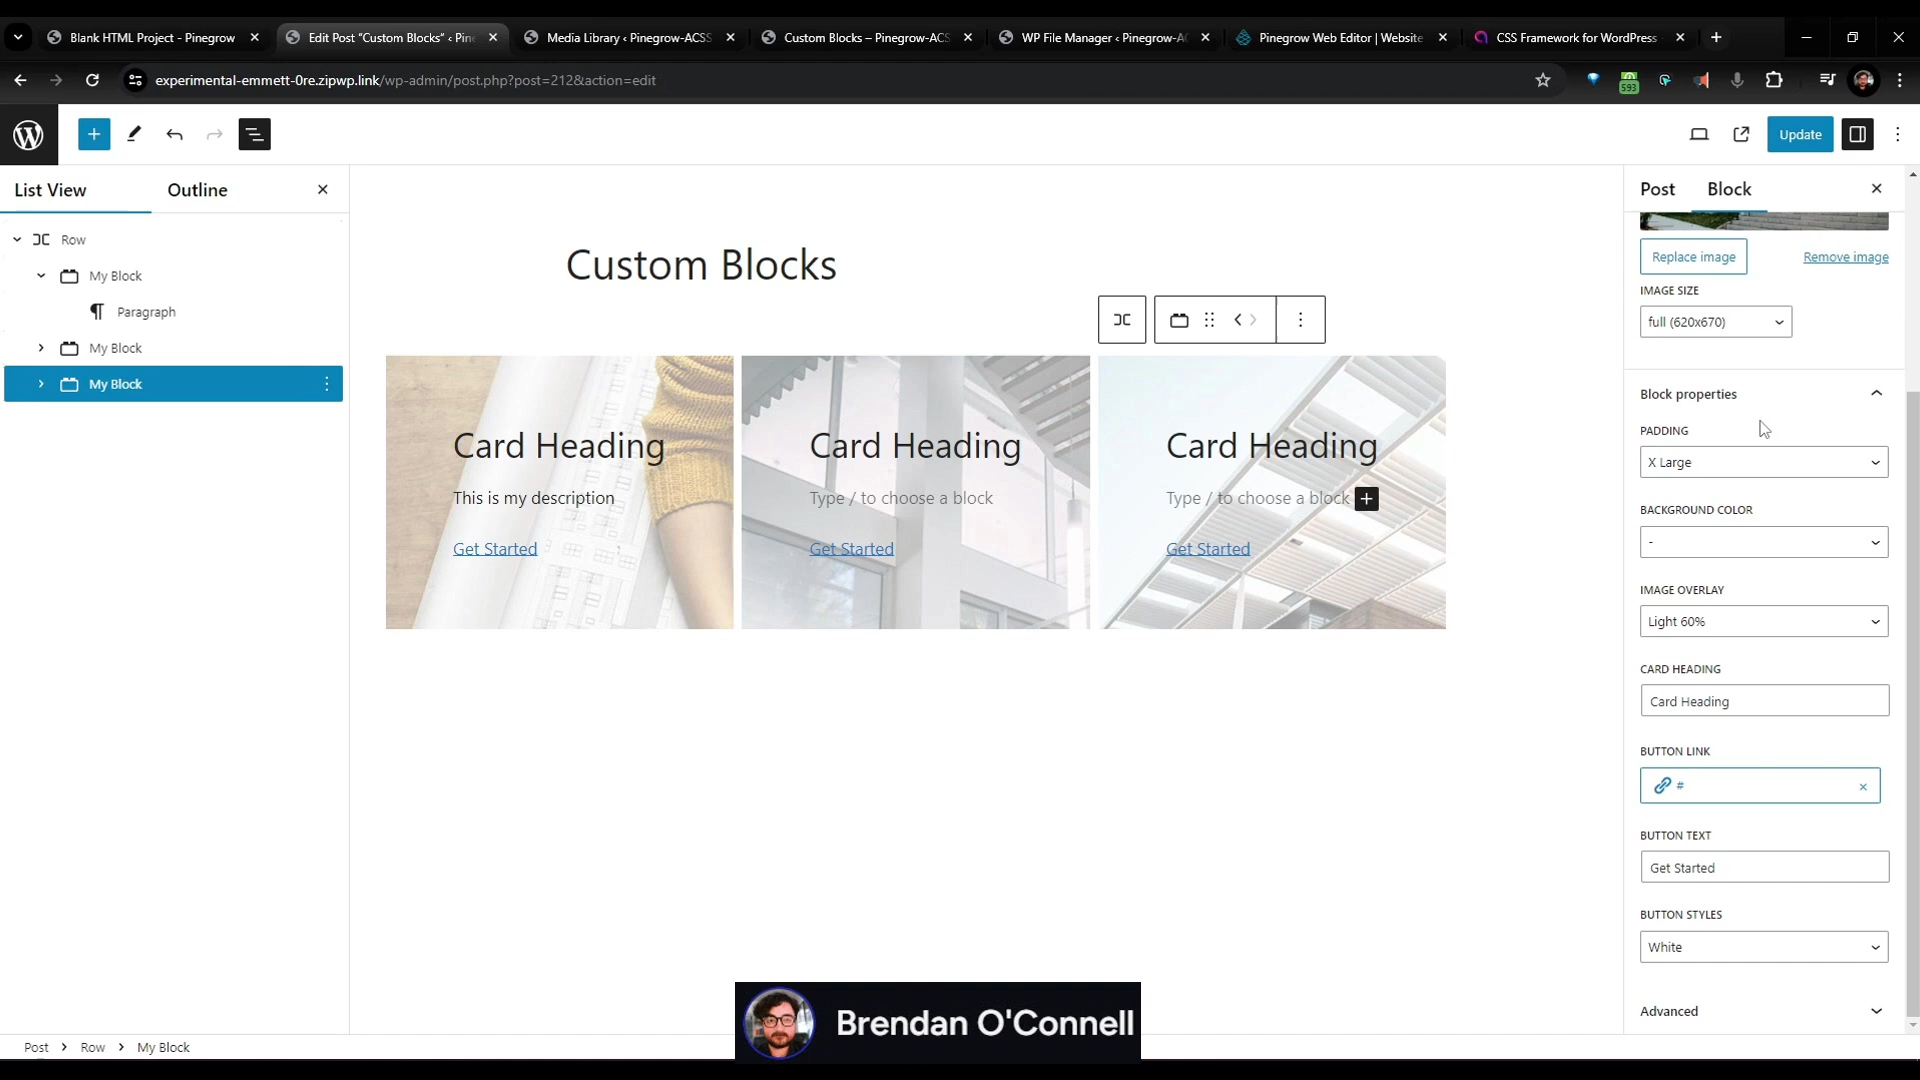 Blank HTML Project - Pinegrow
Edit Post “Custom Blocks” ‹ Pin
Media Library ‹ Pinegrow-ACSS
Custom Blocks – Pinegrow-ACS
WP File Manager ‹ Pinegrow-A
Pinegrow Web Editor | Website
CSS Framework for WordPress
experimental-emmett-0re.zipwp.link/wp-admin/post.php?post=212&action=edit
593
Update
List View
Outline
Row
My Block
Paragraph
My Block
My Block
Custom Blocks
Card Heading
This is my description
Get Started
Card Heading
Type / to choose a block
Get Started
Card Heading
Type / to choose a block
Get Started
Post
Block
Replace image
Remove image
IMAGE SIZE
full (620x670)
Block properties
PADDING
X Large
BACKGROUND COLOR
-
IMAGE OVERLAY
Light 60%
CARD HEADING
Card Heading
BUTTON LINK
#
BUTTON TEXT
Get Started
BUTTON STYLES
White
Advanced
Brendan O'Connell
Post > Row > My Block